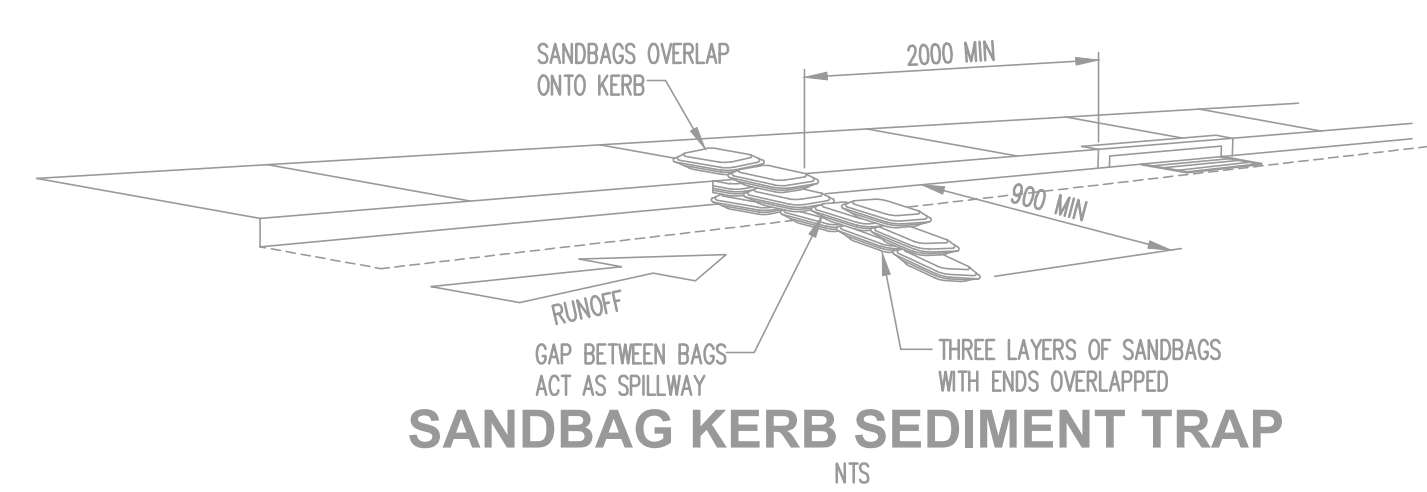 SANDBAGS OVERLAP
ONTO KERB
2000 MIN
900 MIN
RUNOFF
GAP BETWEEN BAGS
ACT AS SPILLWAY
THREE LAYERS OF SANDBAGS
WITH ENDS OVERLAPPED
SANDBAG KERB SEDIMENT TRAP
NTS